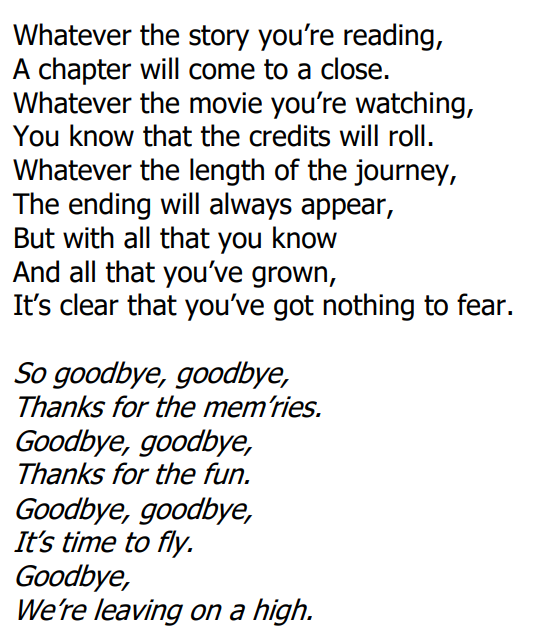 Whatever the story you’re reading,
A chapter will come to a close.
Whatever the movie you’re watching,
You know that the credits will roll.
Whatever the length of the journey,
The ending will always appear,
But with all that you know
And all that you’ve grown,
It’s clear that you’ve got nothing to fear.

So goodbye, goodbye,
Thanks for the mem’ries.
Goodbye, goodbye,
Thanks for the fun.
Goodbye, goodbye,
It’s time to fly.
Goodbye,
We’re leaving on a high.